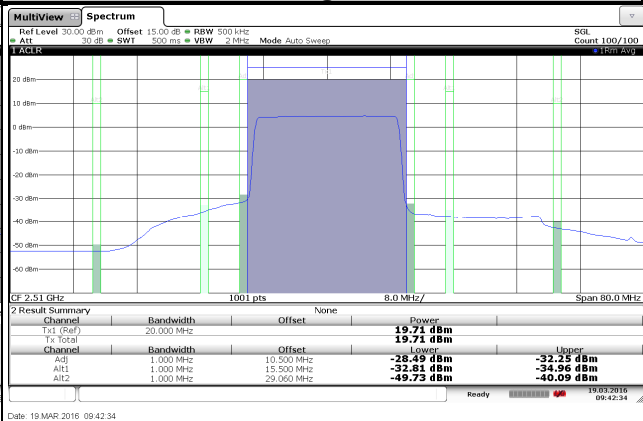 MultiView Spectrum
Ref Level 30.00 dBm Offset 15.00 dB RBW 500 kHz SGL
Att 30 dB SWT 500 ms VBW 2 MHz Mode Auto Sweep Count 100/100
1 ACLR 1Rm Avg
20 dBm
10 dBm
0 dBm
-10 dBm
-20 dBm
-30 dBm
-40 dBm
-50 dBm
-60 dBm
CF 2.51 GHz 1001 pts 8.0 MHz/ Span 80.0 MHz
2 Result Summary None
Channel Bandwidth Offset Power
Tx1 (Ref) 20.000 MHz 19.71 dBm
Tx Total 19.71 dBm
Channel Bandwidth Offset Lower Upper
Adj 1.000 MHz 10.500 MHz -28.49 dBm -32.25 dBm
Alt1 1.000 MHz 15.500 MHz -32.81 dBm -34.96 dBm
Alt2 1.000 MHz 29.060 MHz -49.73 dBm -40.09 dBm
Ready 19.03.2016
09:42:34
Date: 19.MAR.2016 09:42:34